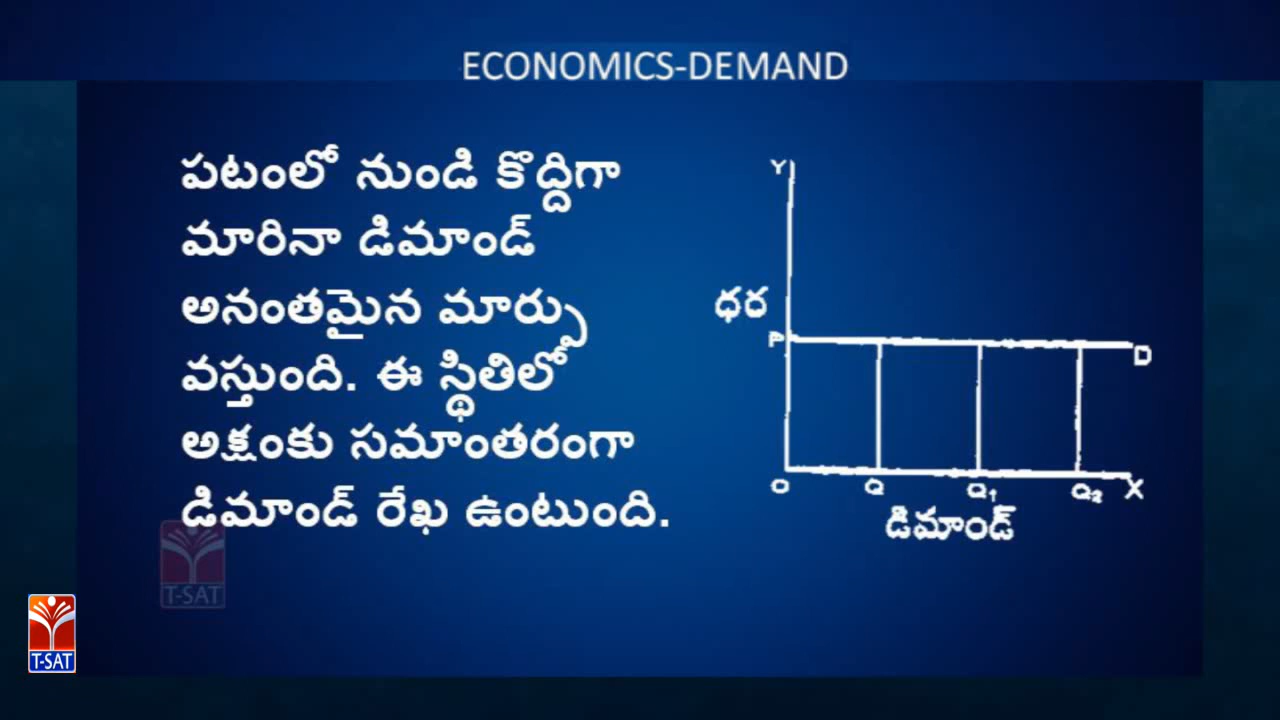 ECONOMICS-DEMAND
పటంలో నుండి కొద్దిగా
మారినా డిమాండ్
అనంతమైన మార్పు
వస్తుంది. ఈ స్థితిలో
అక్షంకు సమాంతరంగా
డిమాండ్ రేఖ ఉంటుంది.
Y
ధర
P
D
O Q Q₁ Q₂ X
డిమాండ్
T-SAT
T-SAT